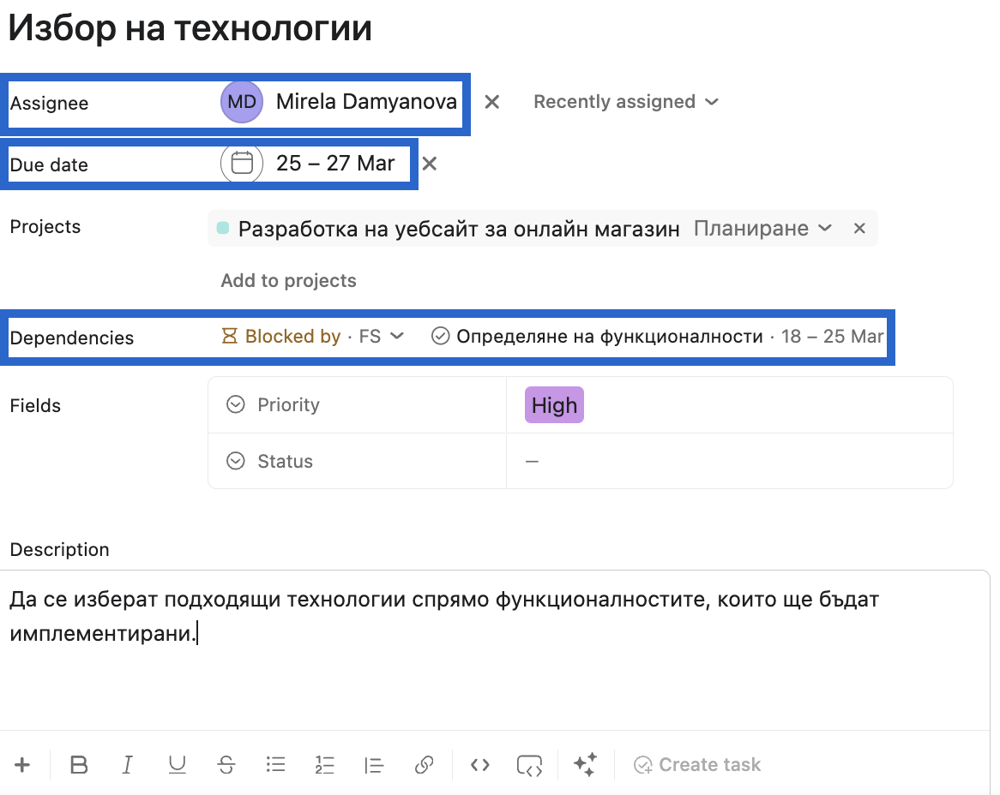 Избор на технологии
Assignee MD Mirela Damyanova Recently assigned
Due date 25 – 27 Mar
Projects Разработка на уебсайт за онлайн магазин Планиране
Add to projects
Dependencies Blocked by · FS Определяне на функционалности · 18 – 25 Mar
Fields Priority High
Status —
Description
Да се изберат подходящи технологии спрямо функционалностите, които ще бъдат
имплементирани.
B I U S Create task